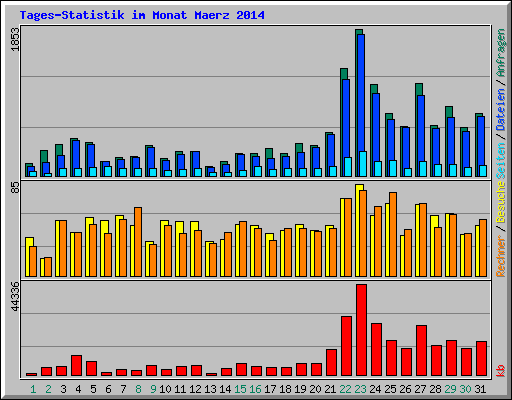 Tages-Statistik im Monat Maerz 2014
1853
85
44336
Rechner / Besuche Seiten / Dateien / Anfragen
kb
1 2 3 4 5 6 7 8 9 10 11 12 13 14 15 16 17 18 19 20 21 22 23 24 25 26 27 28 29 30 31